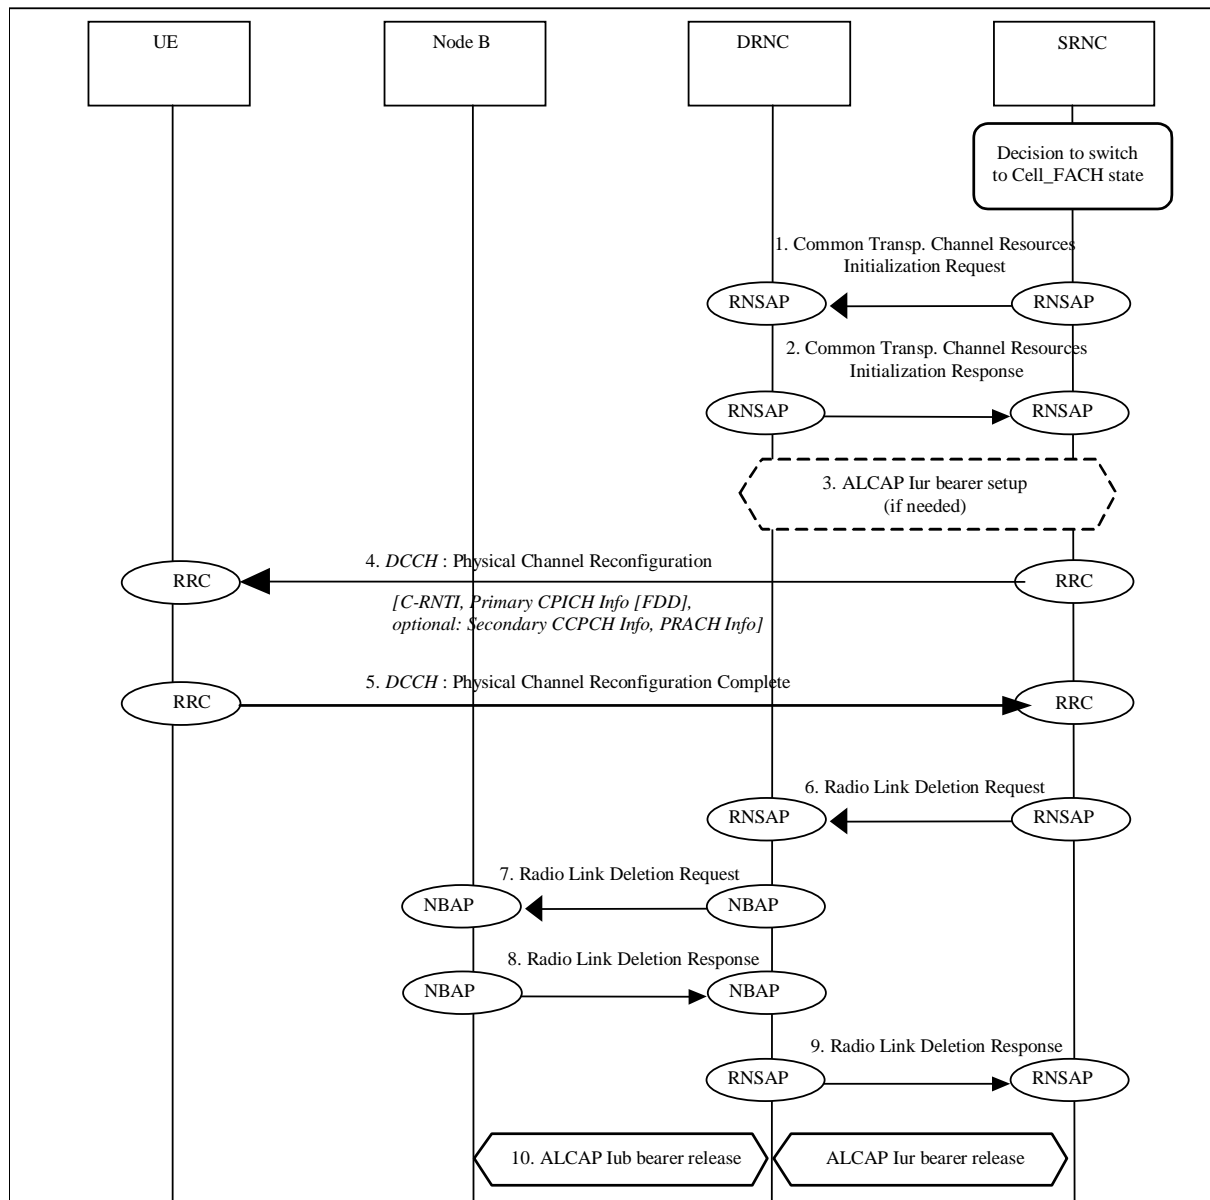 UE
Node B
DRNC
SRNC
Decision to switch
to Cell_FACH state
1. Common Transp. Channel Resources
Initialization Request
RNSAP
RNSAP
2. Common Transp. Channel Resources
Initialization Response
RNSAP
RNSAP
3. ALCAP Iur bearer setup
(if needed)
4. DCCH : Physical Channel Reconfiguration
RRC
RRC
[C-RNTI, Primary CPICH Info [FDD],
optional: Secondary CCPCH Info, PRACH Info]
5. DCCH : Physical Channel Reconfiguration Complete
RRC
RRC
6. Radio Link Deletion Request
RNSAP
RNSAP
7. Radio Link Deletion Request
NBAP
NBAP
8. Radio Link Deletion Response
NBAP
NBAP
9. Radio Link Deletion Response
RNSAP
RNSAP
10. ALCAP Iub bearer release
ALCAP Iur bearer release